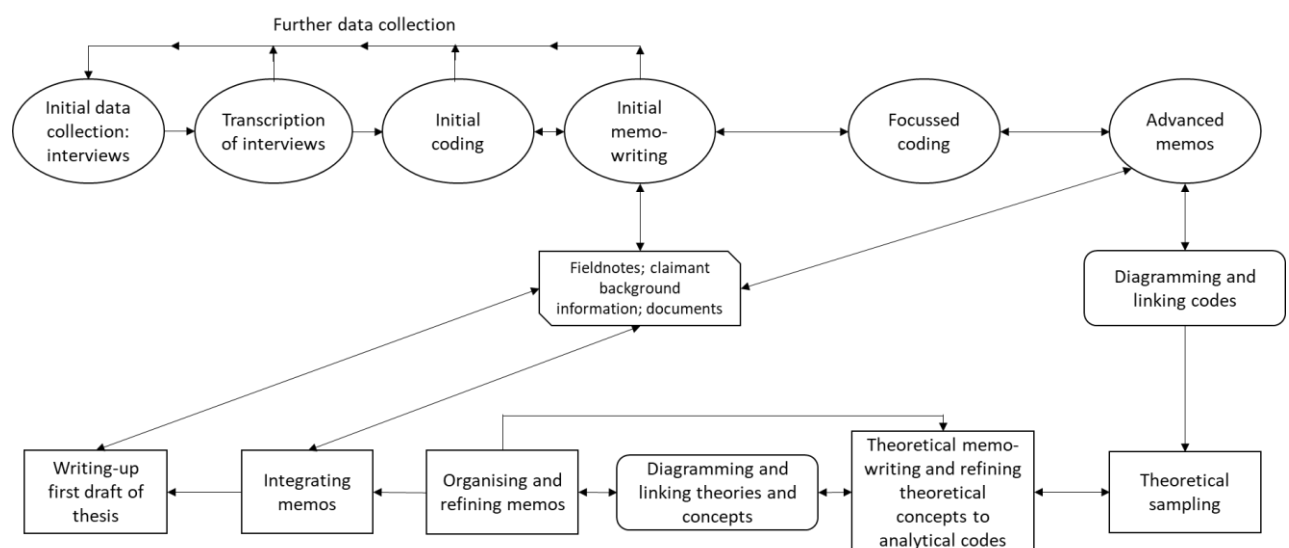 Further data collection
Initial data
collection:
interviews
Transcription
of interviews
Initial
coding
Initial
memo-
writing
Focussed
coding
Advanced
memos
Fieldnotes; claimant
background
information; documents
Diagramming and
linking codes
Writing-up
first draft of
thesis
Integrating
memos
Organising and
refining memos
Diagramming and
linking theories and
concepts
Theoretical memo-
writing and refining
theoretical
concepts to
analytical codes
Theoretical
sampling